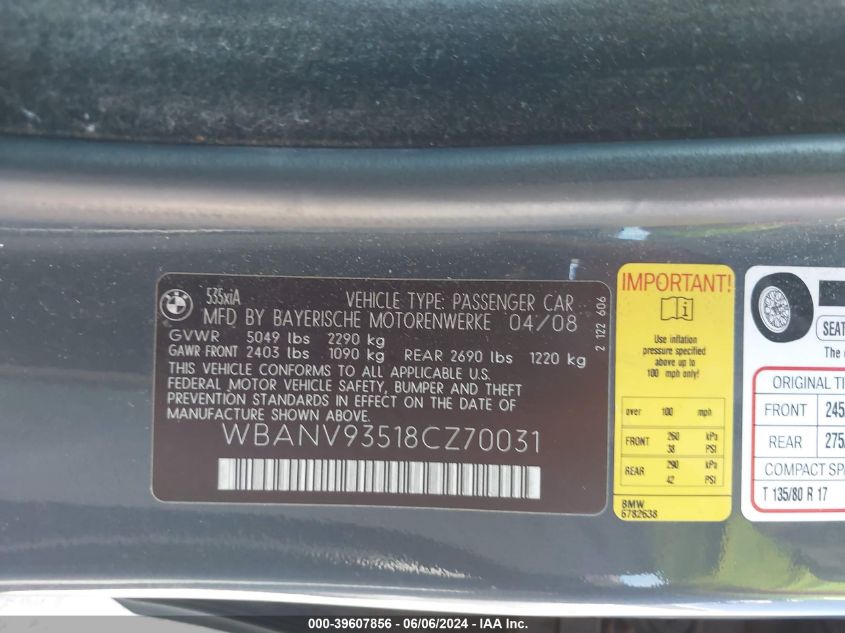 535xiA
VEHICLE TYPE: PASSENGER CAR
MFD BY BAYERISCHE MOTORENWERKE 04/08
GVWR 5049 lbs 2290 kg
GAWR FRONT 2403 lbs 1090 kg REAR 2690 lbs 1220 kg
THIS VEHICLE CONFORMS TO ALL APPLICABLE U.S.
FEDERAL MOTOR VEHICLE SAFETY, BUMPER AND THEFT
PREVENTION STANDARDS IN EFFECT ON THE DATE OF
MANUFACTURE SHOWN ABOVE.
WBANV93518CZ70031
2 122 606
IMPORTANT!
Use inflation
pressure specified
above up to
100 mph only!
over 100 mph
FRONT 260 kPa
38 PSI
REAR 290 kPa
42 PSI
BMW
6782638
SEAT
The
ORIGINAL TI
FRONT 245
REAR 275
COMPACT SP
T 135/80 R 17
000-39607856 - 06/06/2024 - IAA Inc.